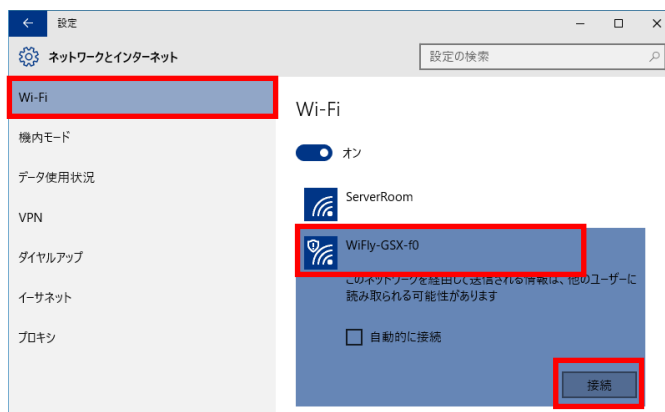 設定
ネットワークとインターネット
設定の検索
Wi-Fi
機内モード
データ使用状況
VPN
ダイヤルアップ
イーサネット
プロキシ
Wi-Fi
オン
ServerRoom
WiFly-GSX-f0
このネットワークを経由して送信される情報は、他のユーザーに
読み取られる可能性があります
自動的に接続
接続